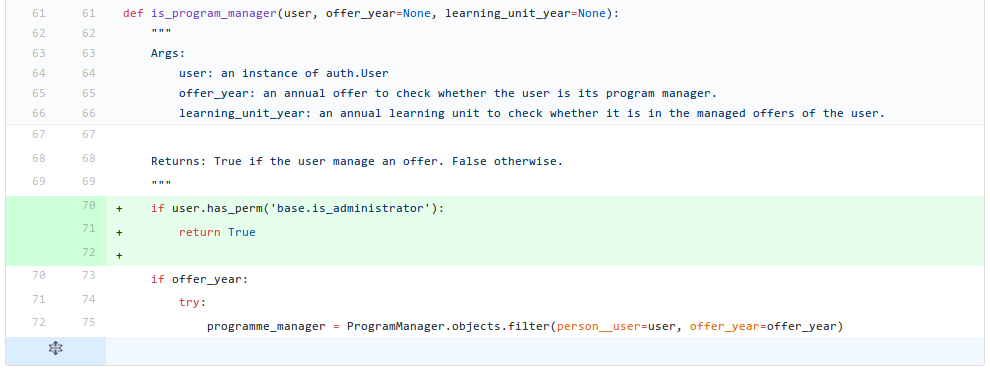 61 61 def is_program_manager(user, offer_year=None, learning_unit_year=None):
62 62 """
63 63 Args:
64 64 user: an instance of auth.User
65 65 offer_year: an annual offer to check whether the user is its program manager.
66 66 learning_unit_year: an annual learning unit to check whether it is in the managed offers of the user.
67 67
68 68 Returns: True if the user manage an offer. False otherwise.
69 69 """
70 + if user.has_perm('base.is_administrator'):
71 + return True
72 +
70 73 if offer_year:
71 74 try:
72 75 programme_manager = ProgramManager.objects.filter(person__user=user, offer_year=offer_year)